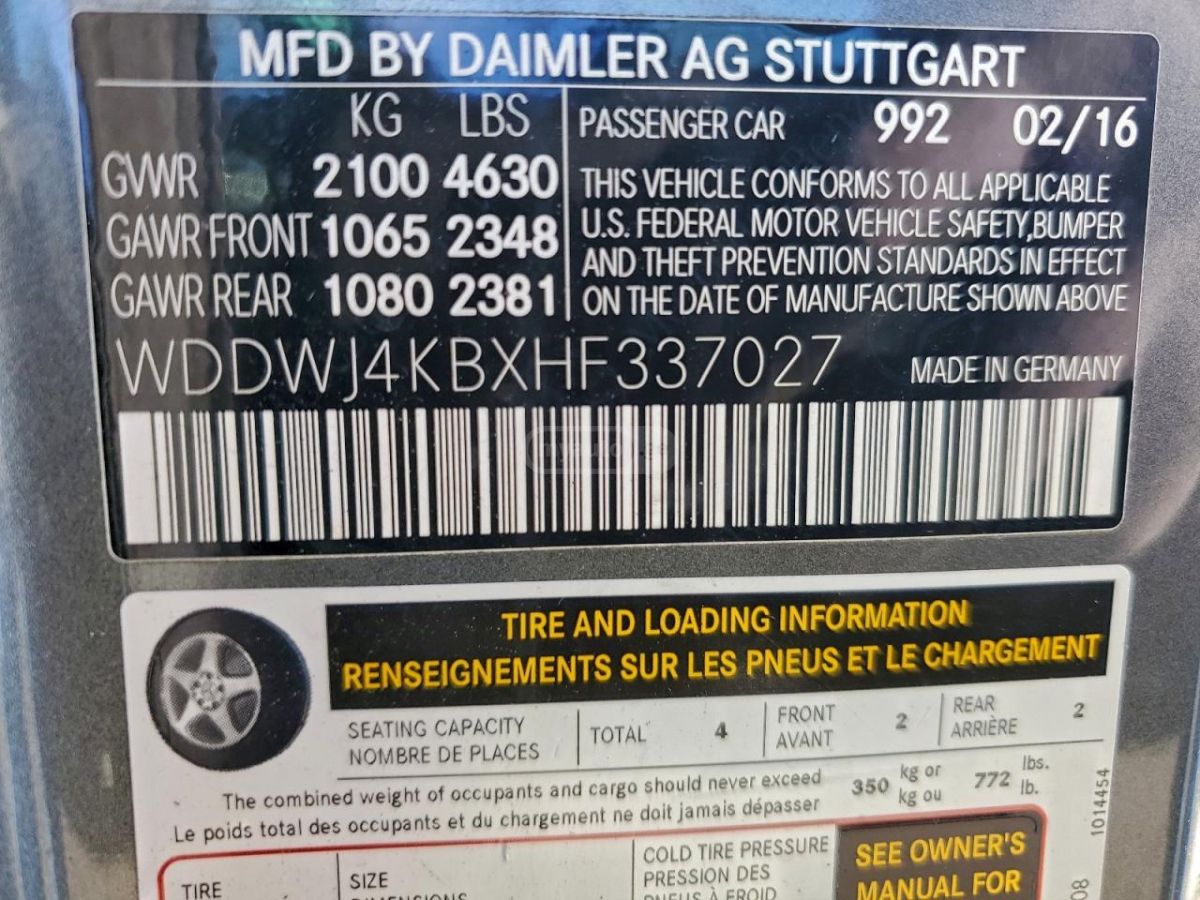 MFD BY DAIMLER AG STUTTGART
KG LBS
GVWR 2100 4630
GAWR FRONT 1065 2348
GAWR REAR 1080 2381
PASSENGER CAR 992 02/16
THIS VEHICLE CONFORMS TO ALL APPLICABLE
U.S. FEDERAL MOTOR VEHICLE SAFETY,BUMPER
AND THEFT PREVENTION STANDARDS IN EFFECT
ON THE DATE OF MANUFACTURE SHOWN ABOVE
WDDWJ4KBXHF337027 MADE IN GERMANY
TIRE AND LOADING INFORMATION
RENSEIGNEMENTS SUR LES PNEUS ET LE CHARGEMENT
SEATING CAPACITY
NOMBRE DE PLACES
TOTAL 4
FRONT
AVANT
2
REAR
ARRIÈRE
2
The combined weight of occupants and cargo should never exceed
Le poids total des occupants et du chargement ne doit jamais dépasser
350 kg or
kg ou
772 lbs.
lb.
TIRE
SIZE
DIMENSIONS
COLD TIRE PRESSURE
PRESSION DES
PNEUS À FROID
SEE OWNER'S
MANUAL FOR
1014454
08